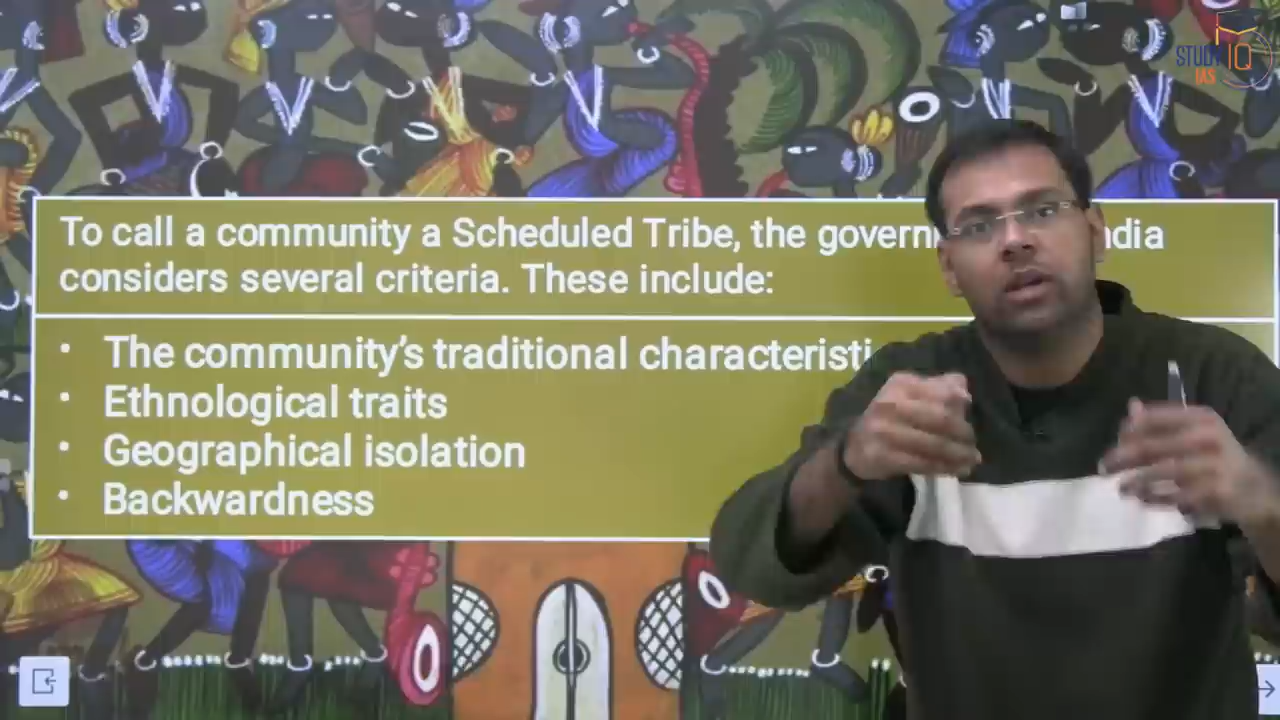 STUDY IQ
IAS
To call a community a Scheduled Tribe, the govern ndia
considers several criteria. These include:
• The community's traditional characteristi
• Ethnological traits
• Geographical isolation
• Backwardness